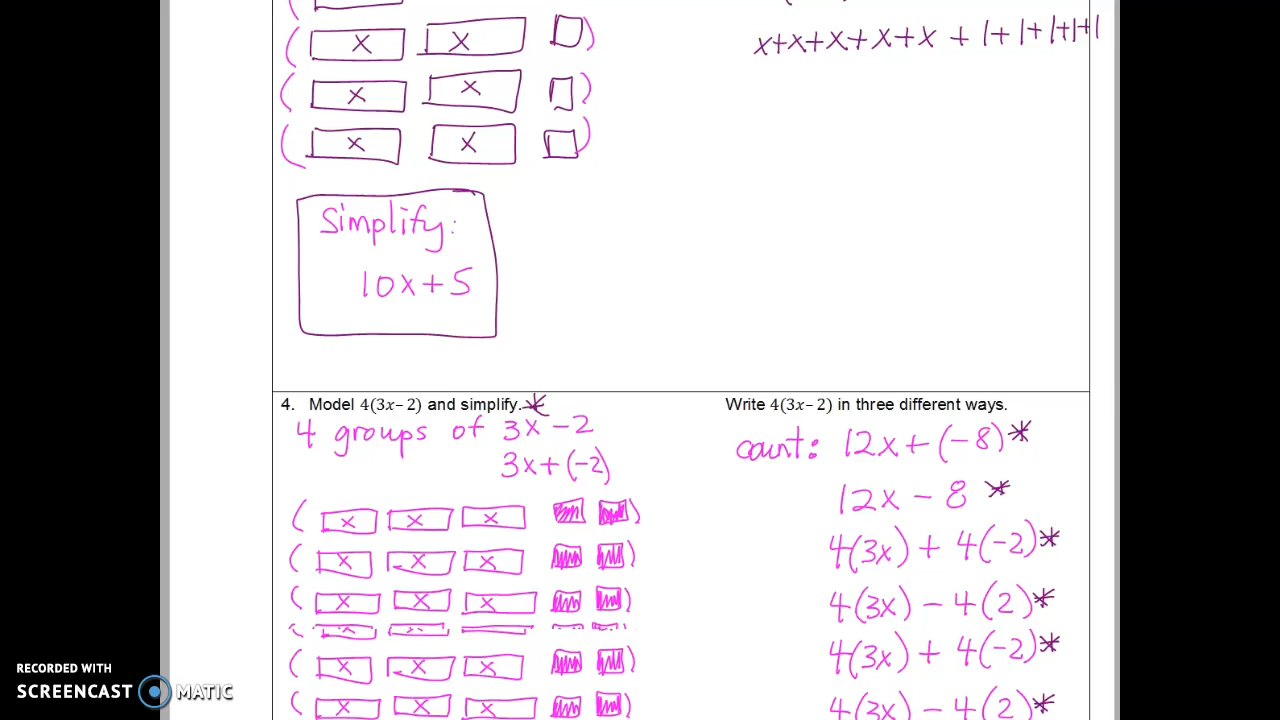 x x
x x
x x
x+x+x+x+x + 1+1+1+1+1
Simplify:
10x+5
4. Model 4(3x–2) and simplify.*
4 groups of 3x-2
3x+(-2)
( x x x )
( x x x )
( x x x )
( x x x )
( x x x )
Write 4(3x–2) in three different ways.
count: 12x+(-8)*
12x - 8 *
4(3x) + 4(-2)*
4(3x) - 4(2)*
4(3x) + 4(-2)*
4(3x) - 4(2)*
RECORDED WITH
SCREENCAST MATIC